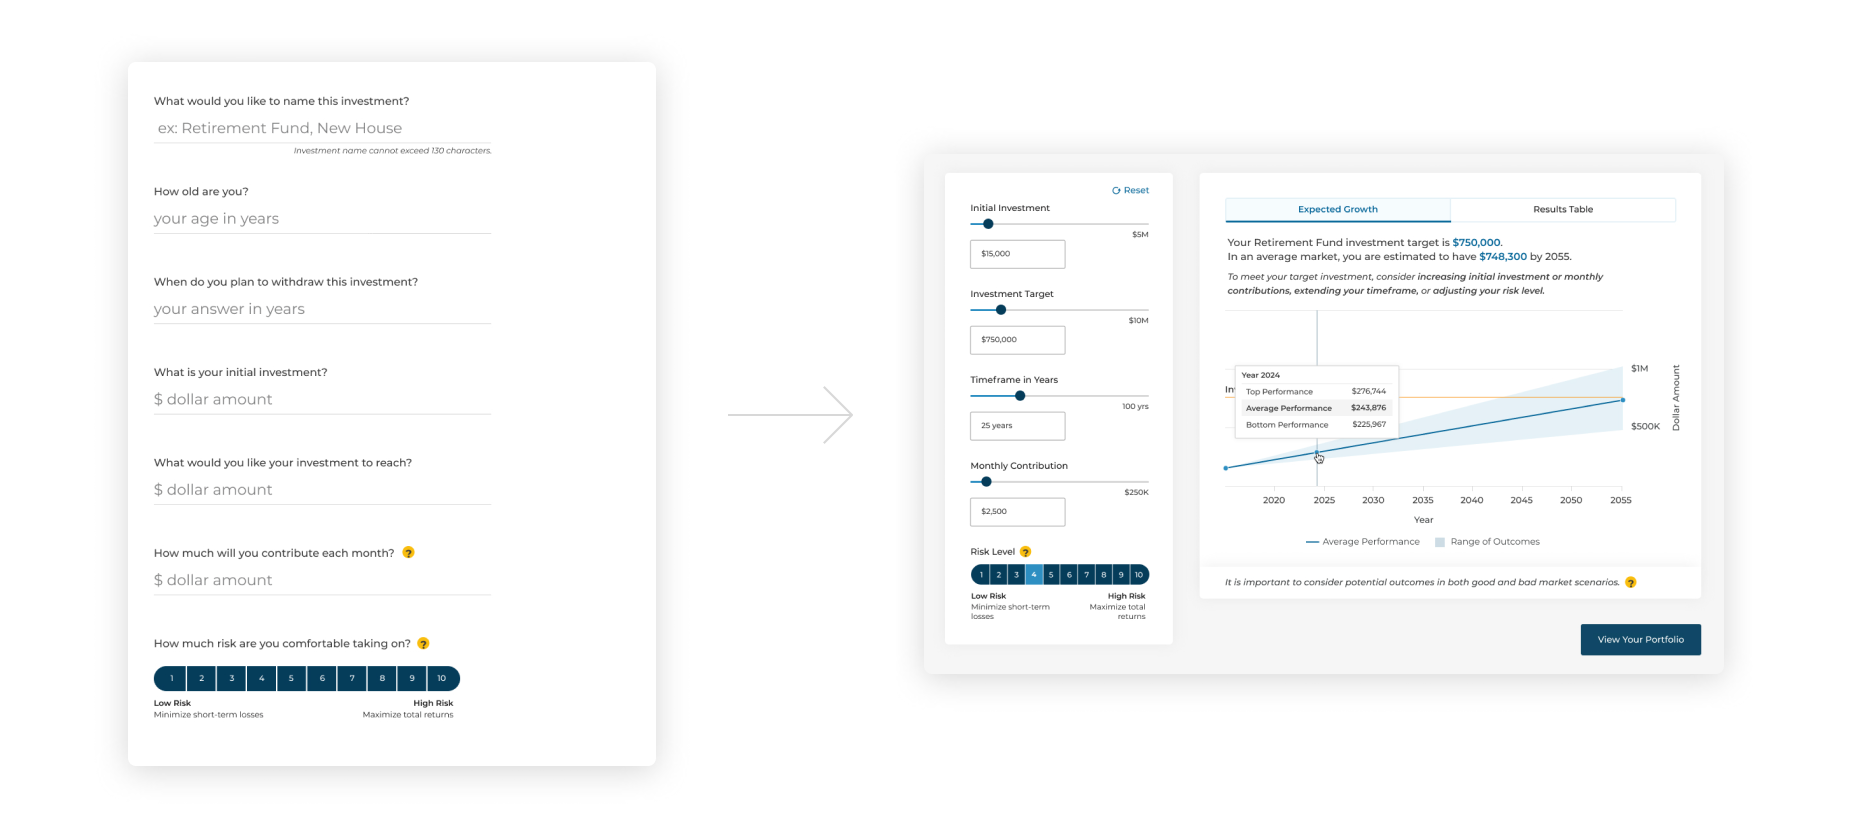 What would you like to name this investment?
ex: Retirement Fund, New House
Investment name cannot exceed 130 characters.
How old are you?
your age in years
When do you plan to withdraw this investment?
your answer in years
What is your initial investment?
$ dollar amount
What would you like your investment to reach?
$ dollar amount
How much will you contribute each month? ?
$ dollar amount
How much risk are you comfortable taking on? ?
1 2 3 4 5 6 7 8 9 10
Low Risk High Risk
Minimize short-term losses Maximize total returns
Reset
Initial Investment
$5M
$15,000
Investment Target
$10M
$750,000
Timeframe in Years
100 yrs
25 years
Monthly Contribution
$250K
$2,500
Risk Level ?
1 2 3 4 5 6 7 8 9 10
Low Risk High Risk
Minimize short-term Maximize total
losses returns
Expected Growth Results Table
Your Retirement Fund investment target is $750,000.
In an average market, you are estimated to have $748,300 by 2055.
To meet your target investment, consider increasing initial investment or monthly
contributions, extending your timeframe, or adjusting your risk level.
In
Year 2024
Top Performance $276,744
Average Performance $243,876
Bottom Performance $225,967
$1M
$500K
Dollar Amount
2020 2025 2030 2035 2040 2045 2050 2055
Year
Average Performance Range of Outcomes
It is important to consider potential outcomes in both good and bad market scenarios. ?
View Your Portfolio